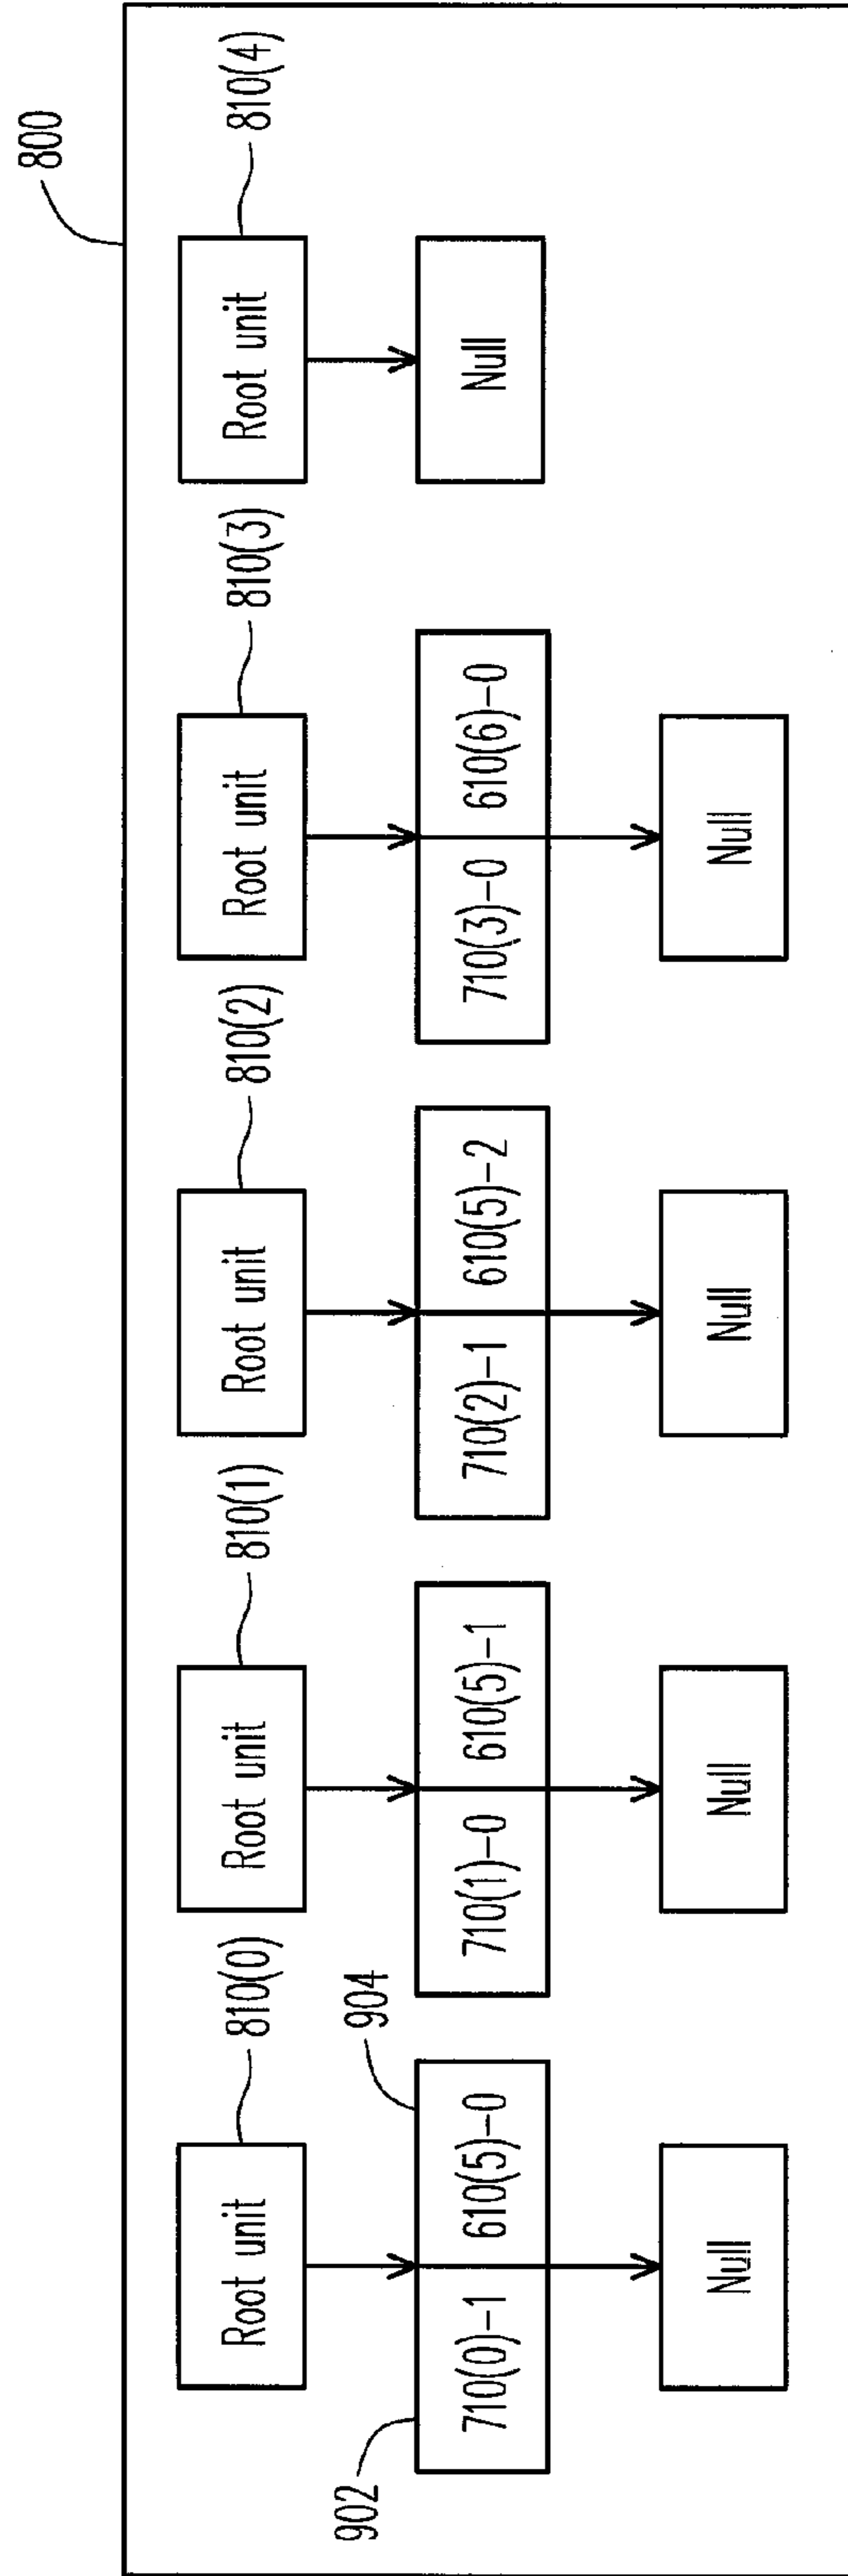 800
810(0)
810(1)
810(2)
810(3)
810(4)
Root unit
Root unit
Root unit
Root unit
Root unit
902
904
710(0)-1 610(5)-0
710(1)-0 610(5)-1
710(2)-1 610(5)-2
710(3)-0 610(6)-0
Null
Null
Null
Null
Null